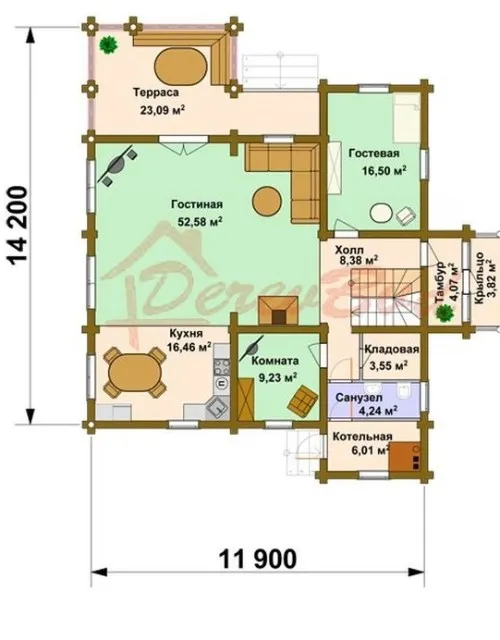 Терраса
23,09 м²
Гостевая
16,50 м²
Гостиная
52,58 м²
14 200
Холл
8,38 м²
Тамбур
4,07 м²
Крыльцо
3,82 м²
Кухня
16,46 м²
Комната
9,23 м²
Кладовая
3,55 м²
Санузел
4,24 м²
Котельная
6,01 м²
11 900